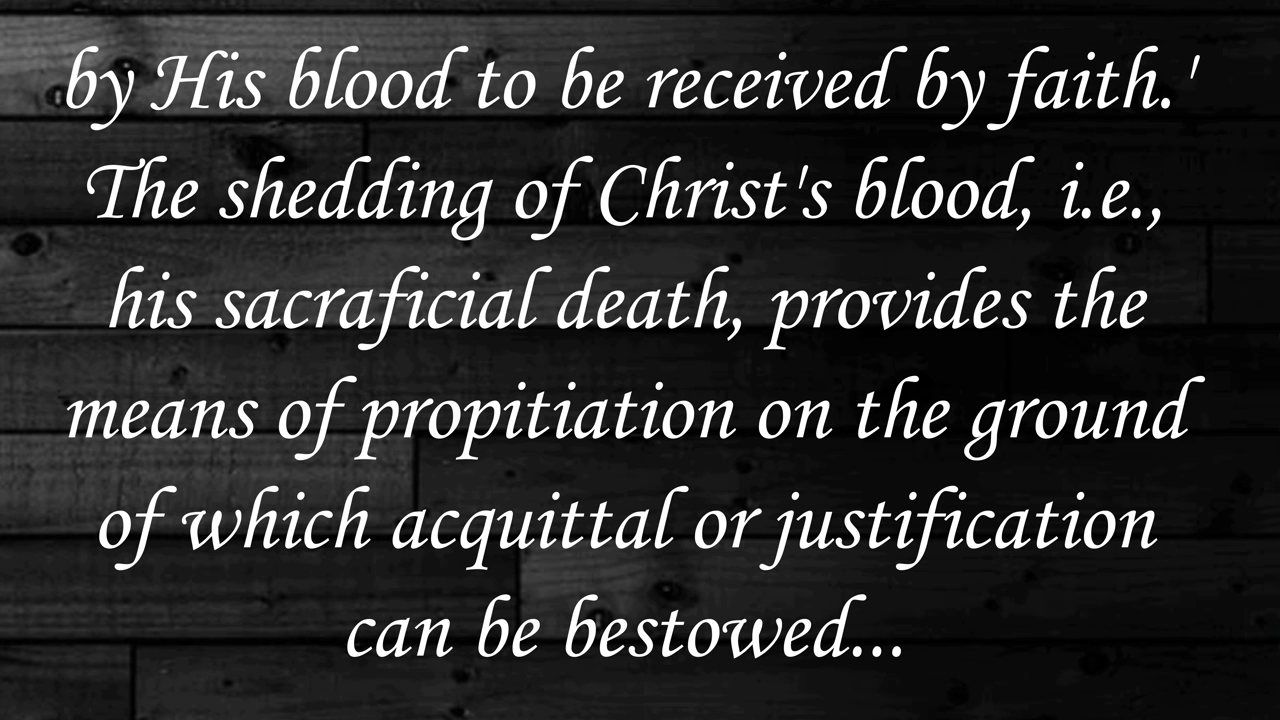 by His blood to be received by faith.'
The shedding of Christ's blood, i.e.,
his sacraficial death, provides the
means of propitiation on the ground
of which acquittal or justification
can be bestowed...